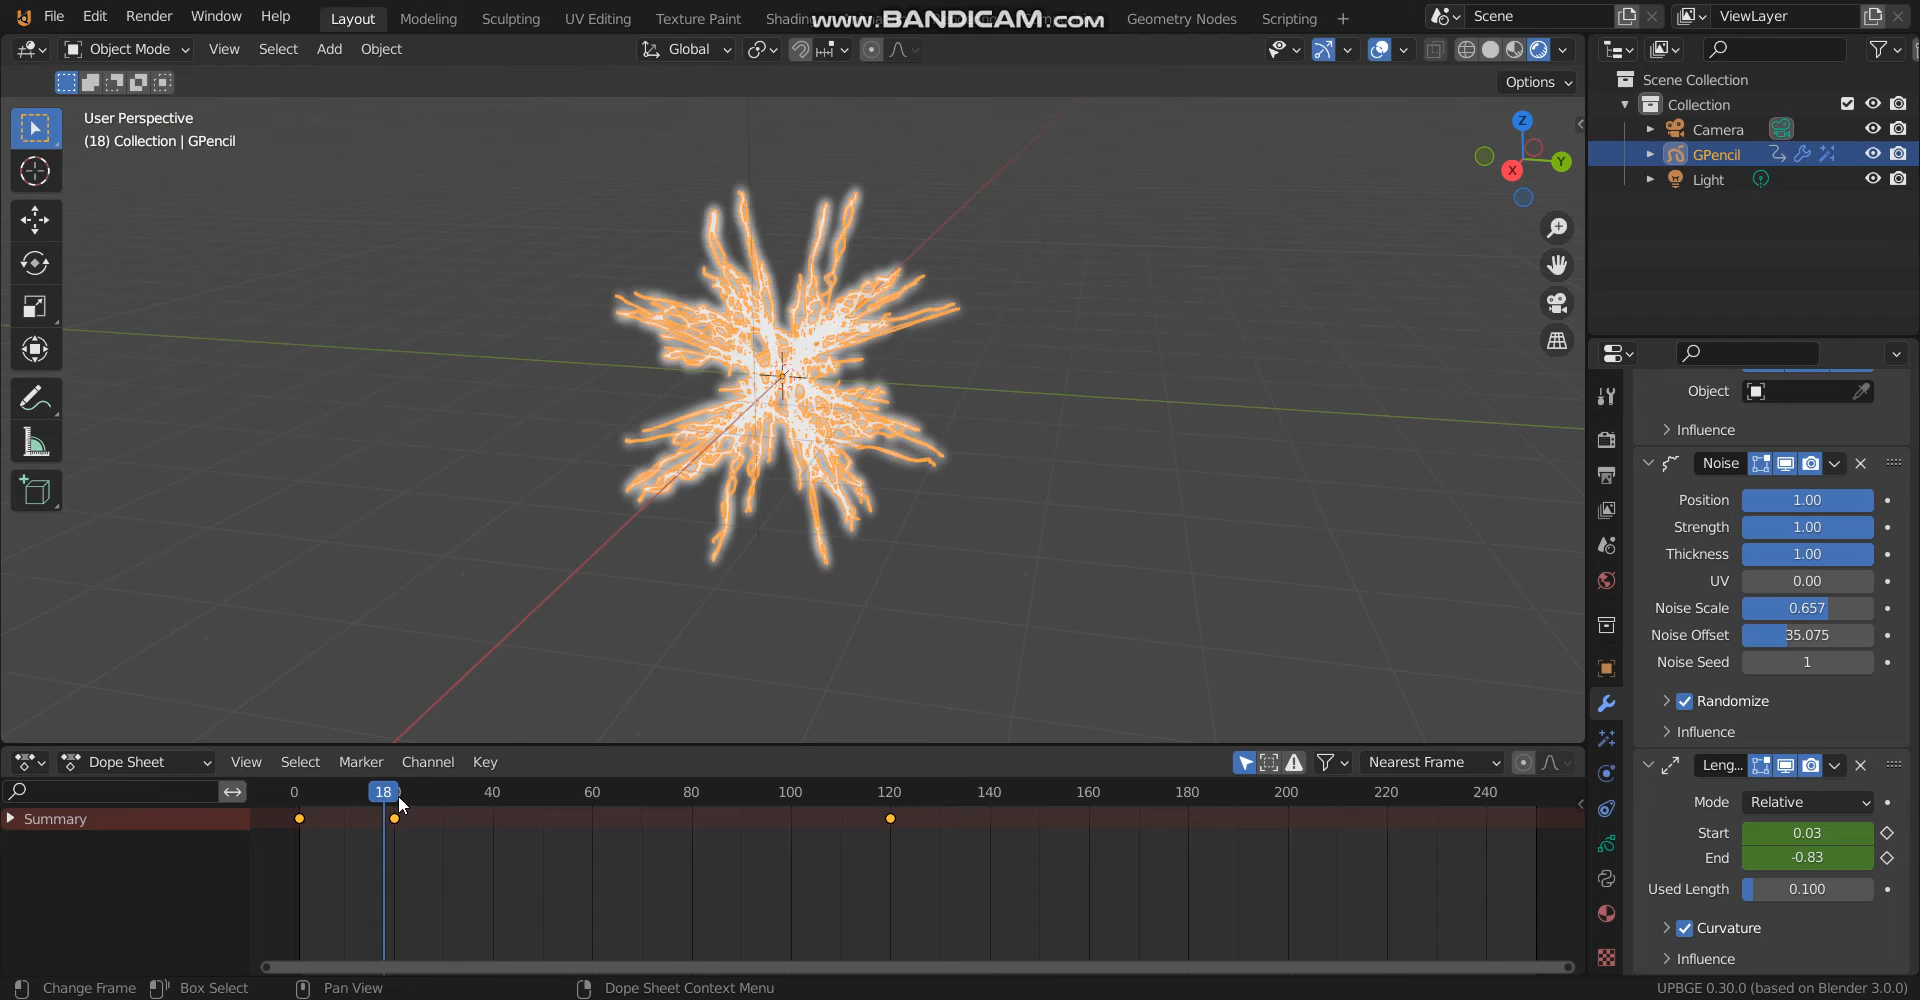 File Edit Render Window Help Layout Modeling Sculpting UV Editing Texture Paint Shading Geometry Nodes Scripting + Scene ViewLayer
www.BANDICAM.com
Object Mode View Select Add Object Global
Options
User Perspective
(18) Collection | GPencil
Z
Y
X
Scene Collection
Collection
Camera
GPencil
Light
Object
Influence
Noise
Position 1.00
Strength 1.00
Thickness 1.00
UV 0.00
Noise Scale 0.657
Noise Offset 35.075
Noise Seed 1
Randomize
Influence
Leng...
Mode Relative
Start 0.03
End -0.83
Used Length 0.100
Curvature
Influence
Dope Sheet View Select Marker Channel Key Nearest Frame
0 18 40 60 80 100 120 140 160 180 200 220 240
Summary
Change Frame Box Select Pan View Dope Sheet Context Menu UPBGE 0.30.0 (based on Blender 3.0.0)